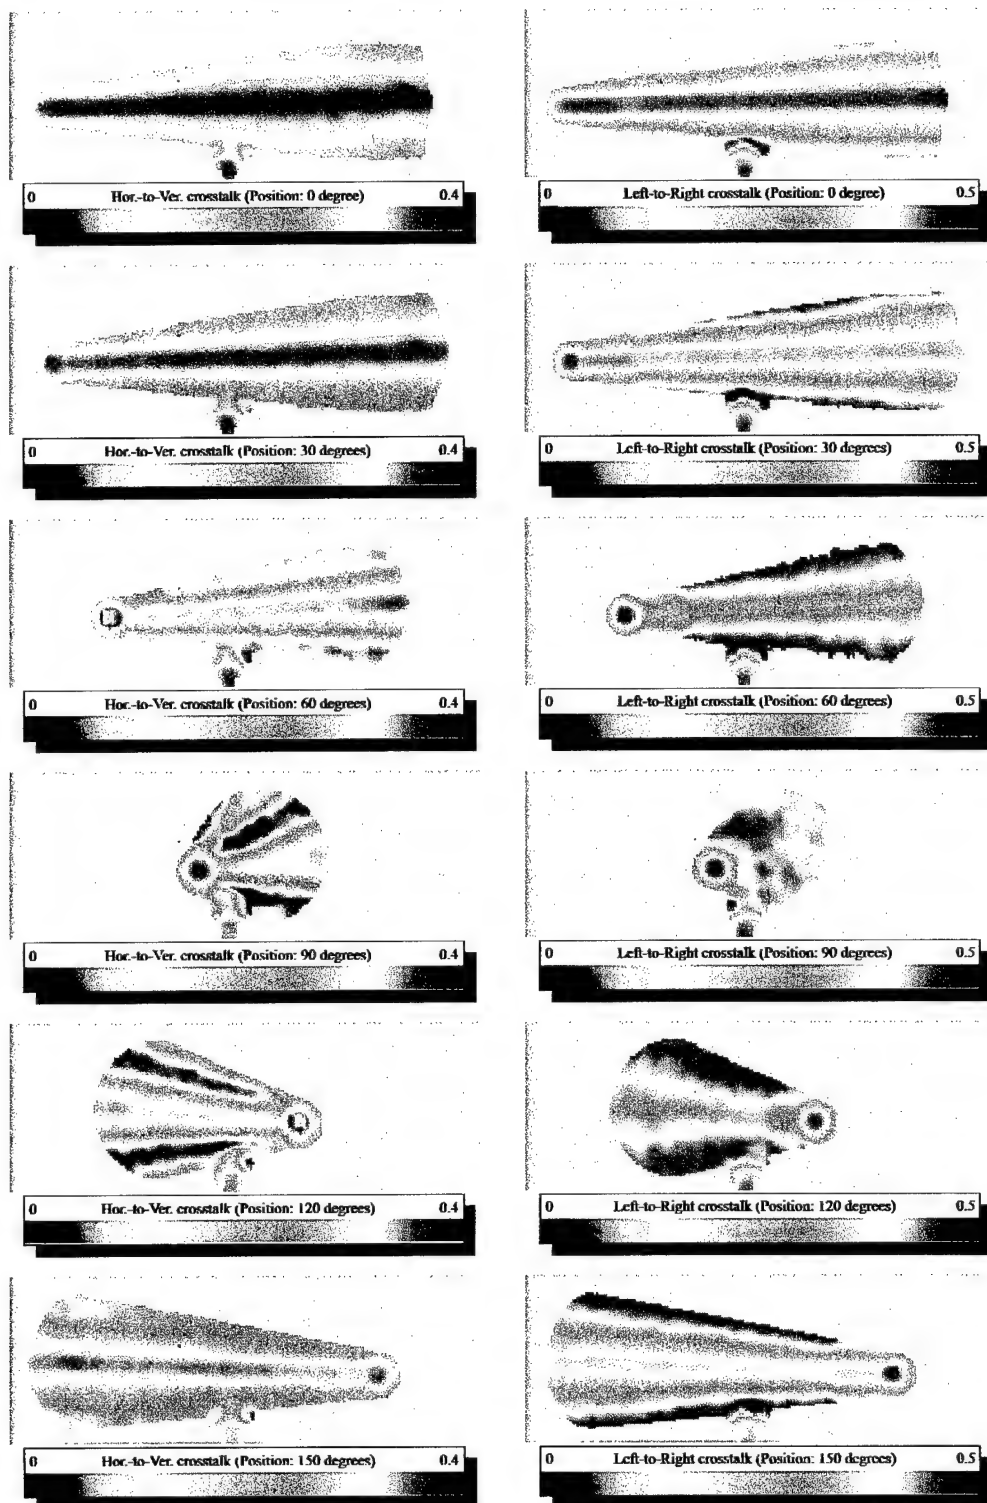 0 Hor.-to-Ver. crosstalk (Position: 0 degree) 0.4
0 Left-to-Right crosstalk (Position: 0 degree) 0.5
0 Hor.-to-Ver. crosstalk (Position: 30 degrees) 0.4
0 Left-to-Right crosstalk (Position: 30 degrees) 0.5
0 Hor.-to-Ver. crosstalk (Position: 60 degrees) 0.4
0 Left-to-Right crosstalk (Position: 60 degrees) 0.5
0 Hor.-to-Ver. crosstalk (Position: 90 degrees) 0.4
0 Left-to-Right crosstalk (Position: 90 degrees) 0.5
0 Hor.-to-Ver. crosstalk (Position: 120 degrees) 0.4
0 Left-to-Right crosstalk (Position: 120 degrees) 0.5
0 Hor.-to-Ver. crosstalk (Position: 150 degrees) 0.4
0 Left-to-Right crosstalk (Position: 150 degrees) 0.5